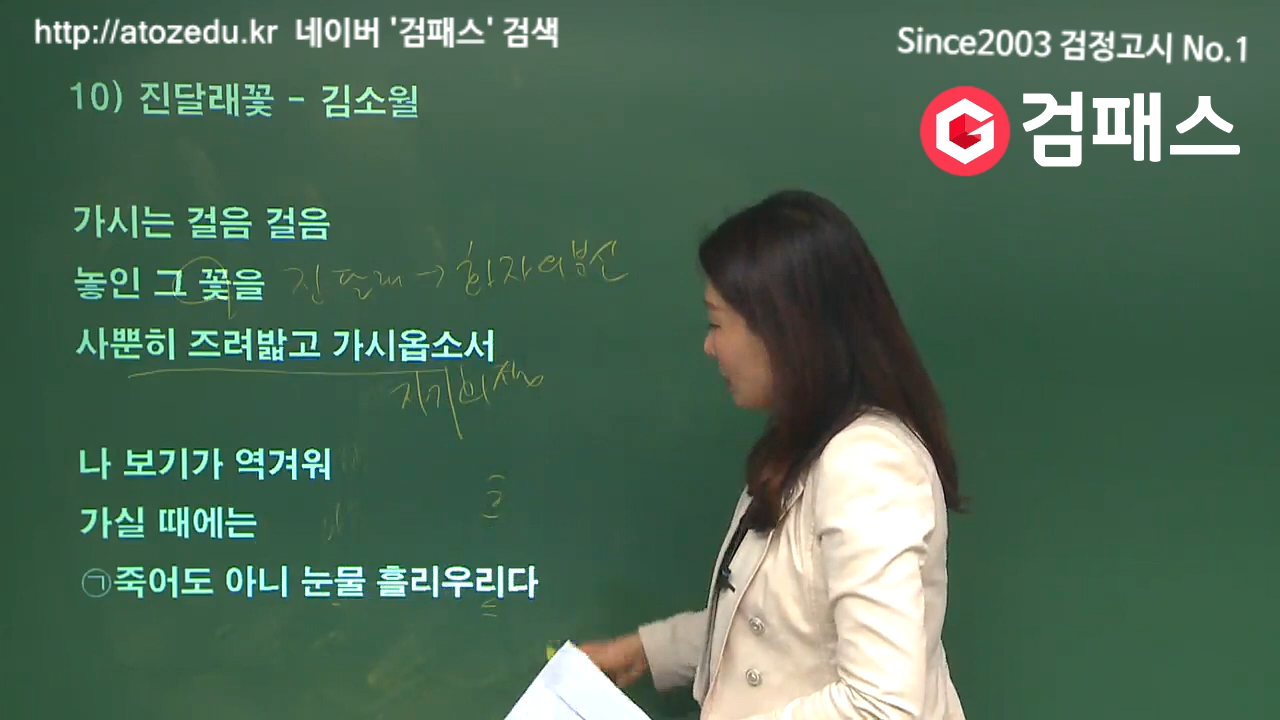 http://atozedu.kr 네이버 '검패스' 검색
Since2003 검정고시 No.1
검패스
10) 진달래꽃 - 김소월
가시는 걸음 걸음
놓인 그 꽃을
진달래 → 화자의 분신
사뿐히 즈려밟고 가시옵소서
자기희생
나 보기가 역겨워
가실 때에는
㉠죽어도 아니 눈물 흘리우리다